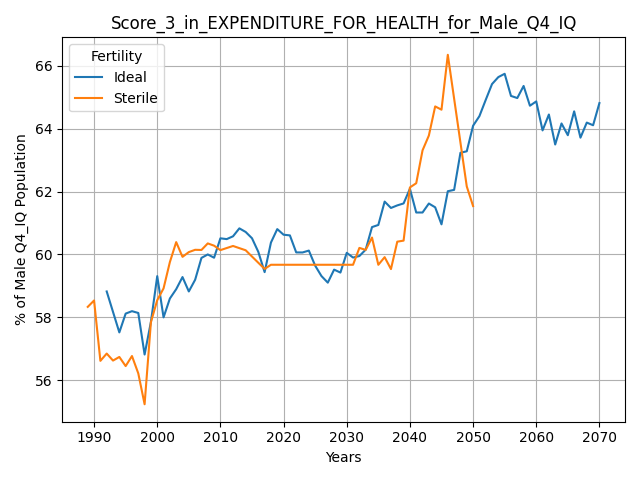 Score_3_in_EXPENDITURE_FOR_HEALTH_for_Male_Q4_IQ
Fertility
Ideal
Sterile
% of Male Q4_IQ Population
66
64
62
60
58
56
1990 2000 2010 2020 2030 2040 2050 2060 2070
Years